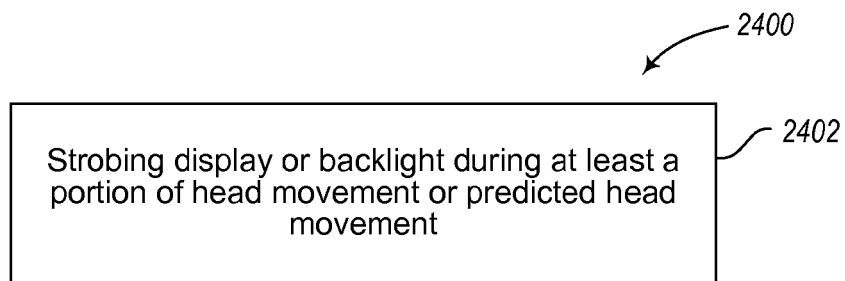 2400
2402
Strobing display or backlight during at least a
portion of head movement or predicted head
movement